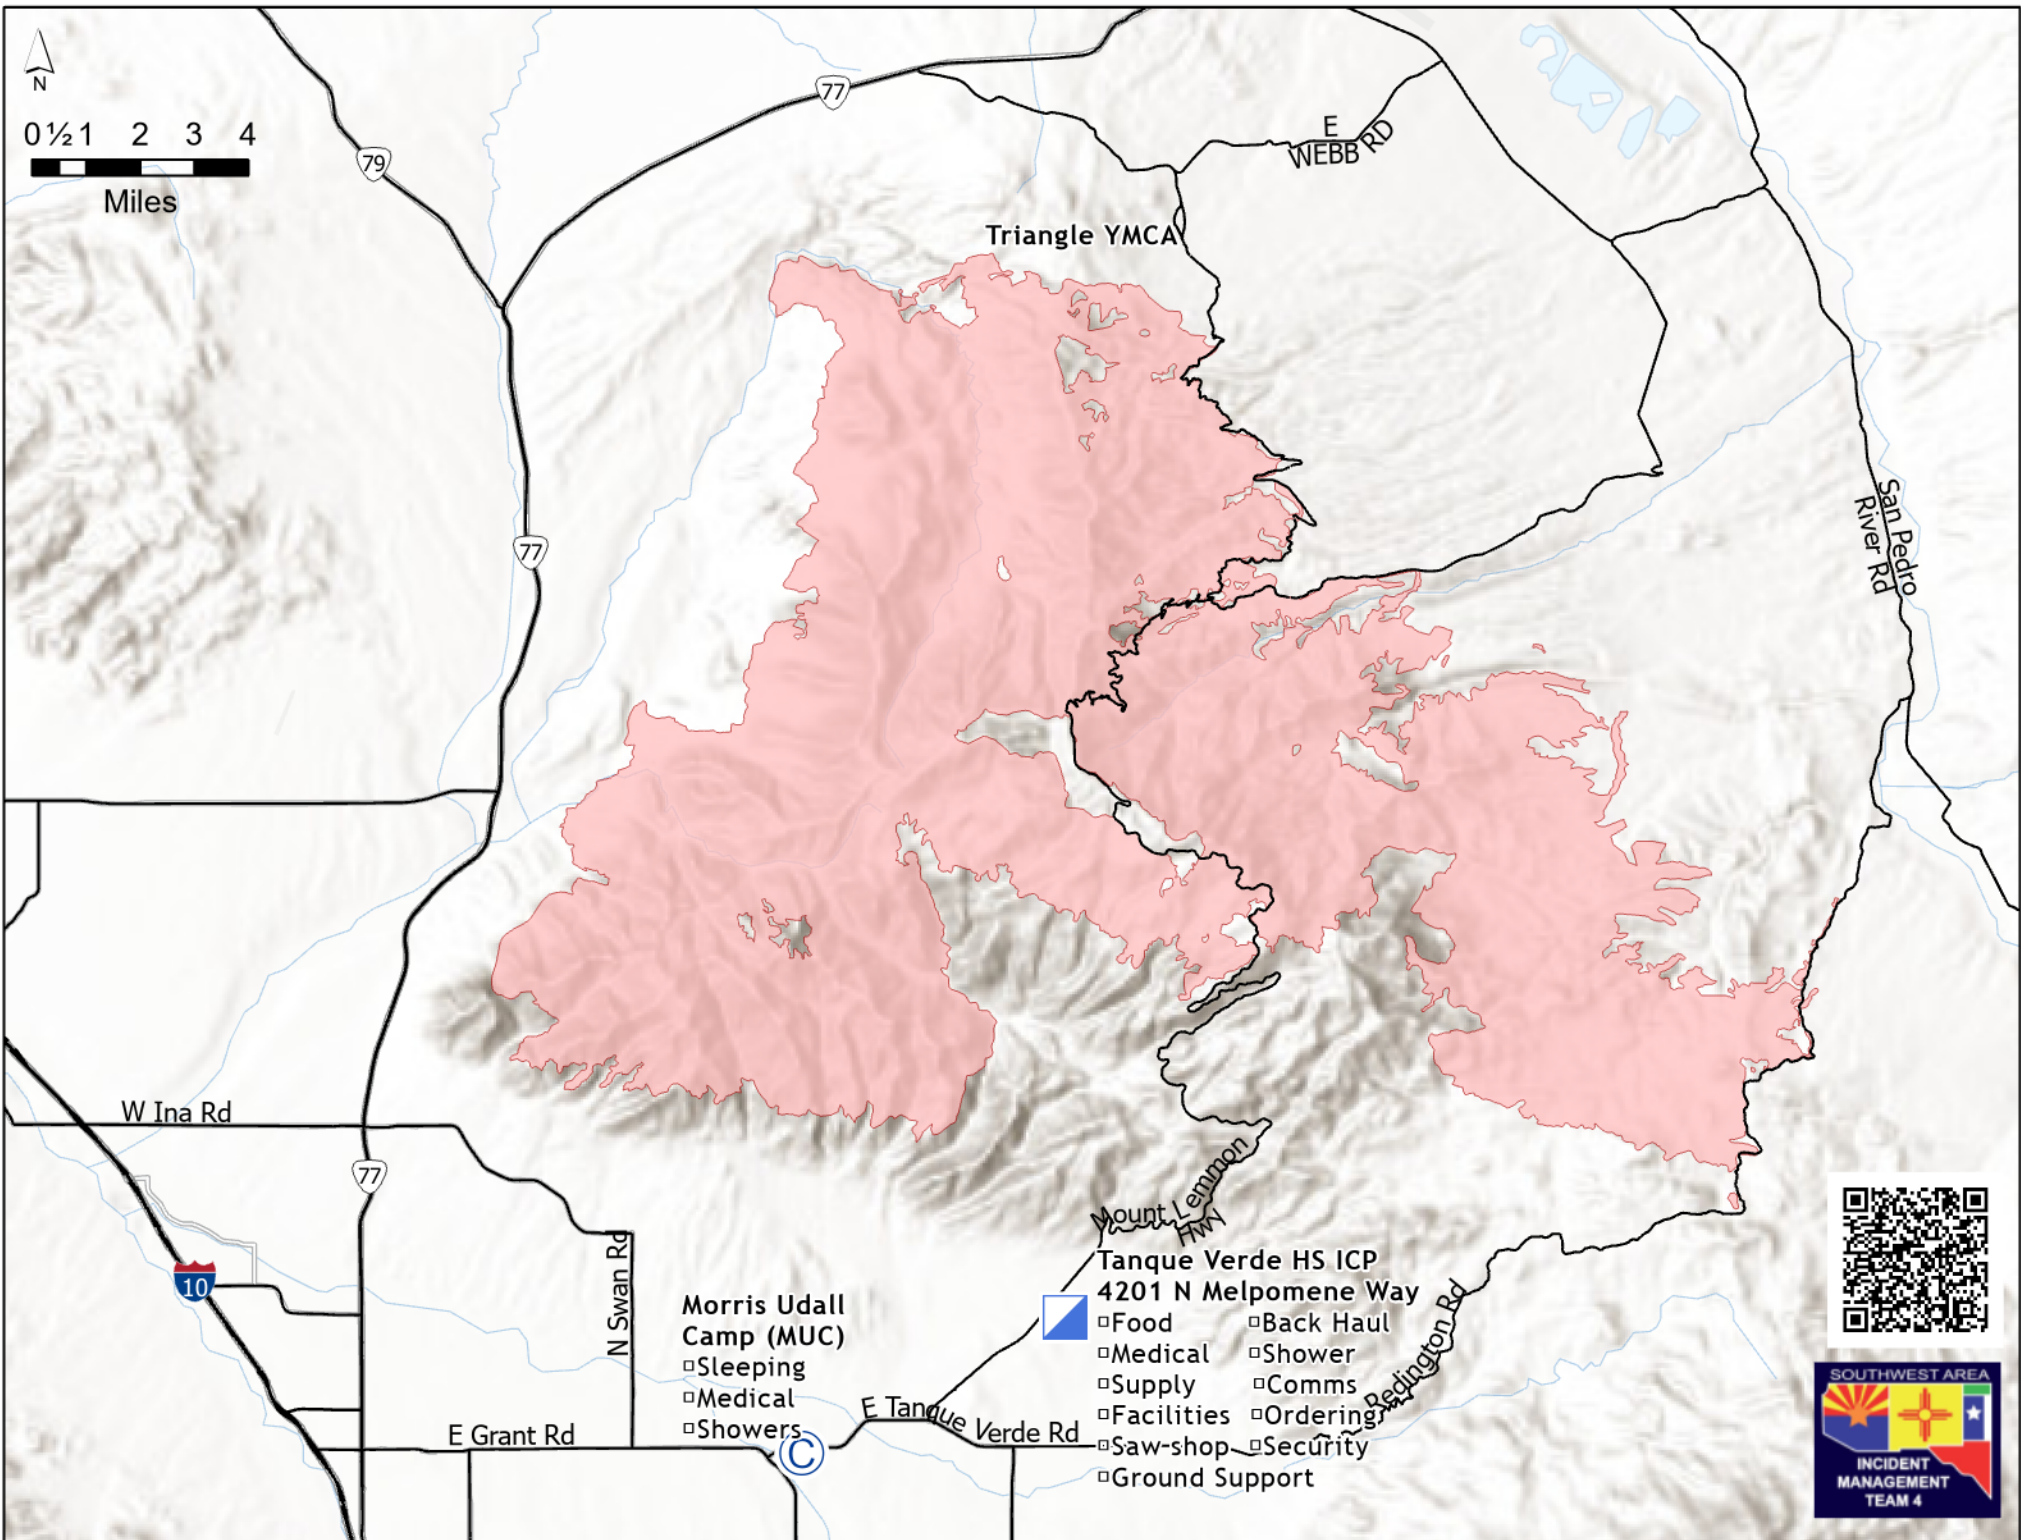 N
0 ½ 1 2 3 4
Miles
79
77
E
WEBB RD
Triangle YMCA
77
San Pedro
River Rd
W Ina Rd
77
10
N Swan Rd
Mount Lemmon
Hwy
Redington Rd
Morris Udall
Camp (MUC)
▫Sleeping
▫Medical
▫Showers
C
Tanque Verde HS ICP
4201 N Melpomene Way
▫Food ▫Back Haul
▫Medical ▫Shower
▫Supply ▫Comms
▫Facilities ▫Ordering
▫Saw-shop ▫Security
▫Ground Support
E Grant Rd
E Tanque Verde Rd
SOUTHWEST AREA
INCIDENT
MANAGEMENT
TEAM 4